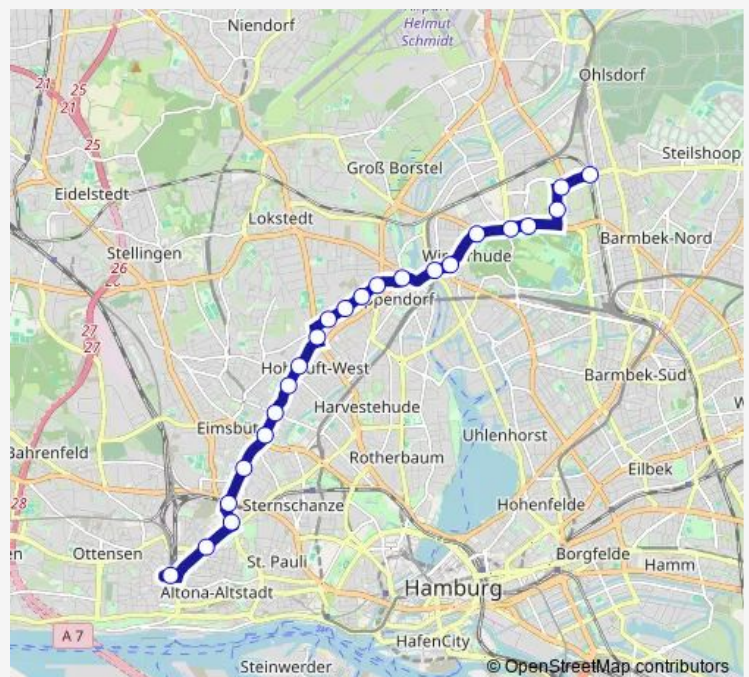 Niendorf
Helmut
Schmidt
Ohlsdorf
21
25
21
25
Groß Borstel
Steilshoop
Eidelstedt
Lokstedt
Stellingen
Barmbek-Nord
26
27
27
Barmbek-Süd
Harvestehude
Eimsbut
Uhlenhorst
Rotherbaum
Bahrenfeld
Eilbek
28
Sternschanze
Hohenfelde
Ottensen
St. Pauli
Borgfelde
Hamm
Altona-Altstadt
Hamburg
A 7
HafenCity
Steinwerder
© OpenStreetMap contributors